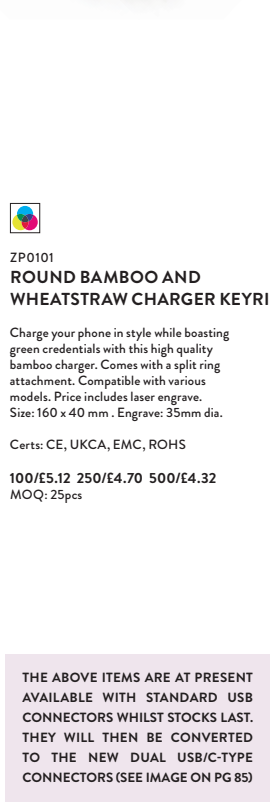 ZP0101
ROUND BAMBOO AND
WHEATSTRAW CHARGER KEYRI
Charge your phone in style while boasting
green credentials with this high quality
bamboo charger. Comes with a split ring
attachment. Compatible with various
models. Price includes laser engrave.
Size: 160 x 40 mm . Engrave: 35mm dia.
Certs: CE, UKCA, EMC, ROHS
100/£5.12 250/£4.70 500/£4.32
MOQ: 25pcs
THE ABOVE ITEMS ARE AT PRESENT
AVAILABLE WITH STANDARD USB
CONNECTORS WHILST STOCKS LAST.
THEY WILL THEN BE CONVERTED
TO THE NEW DUAL USB/C-TYPE
CONNECTORS (SEE IMAGE ON PG 85)